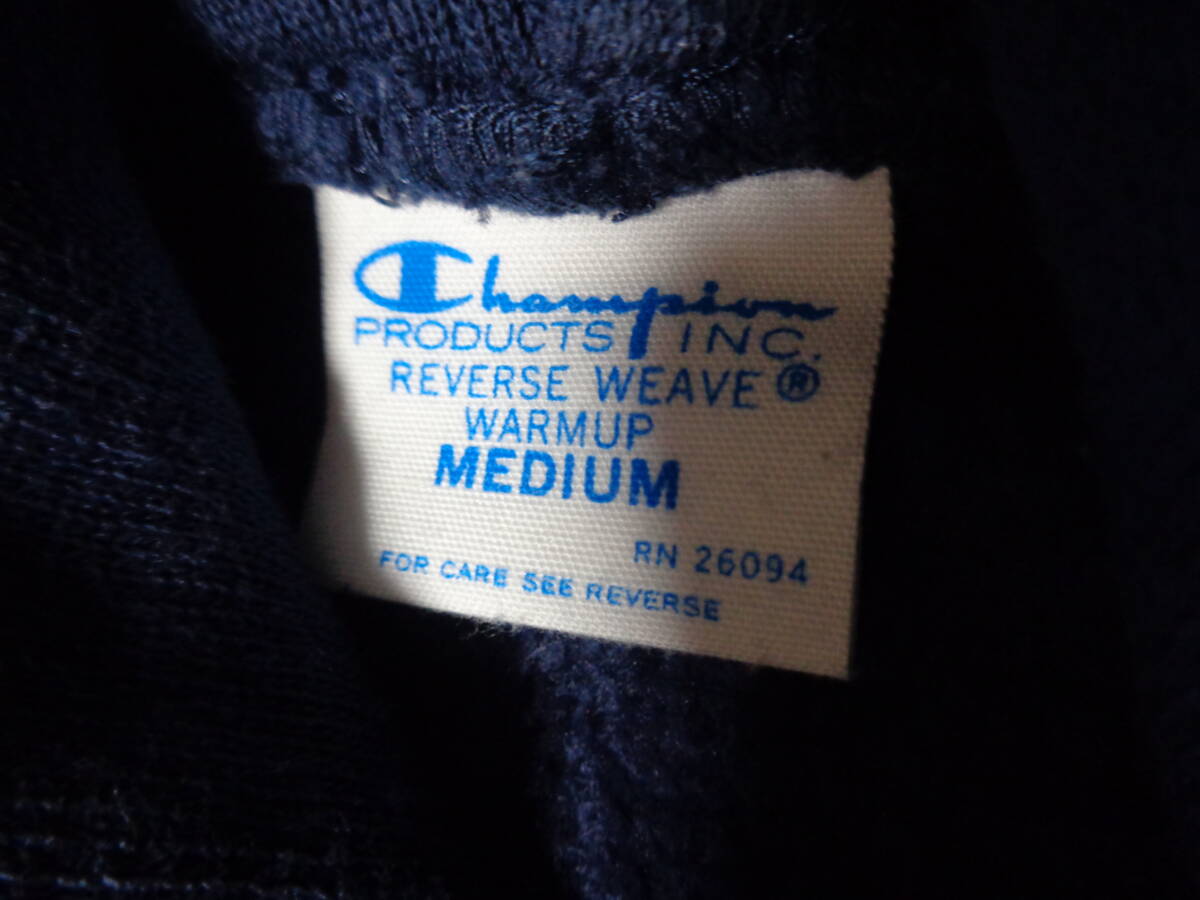 Champion
PRODUCTS INC.
REVERSE WEAVE ®
WARMUP
MEDIUM
RN 26094
FOR CARE SEE REVERSE